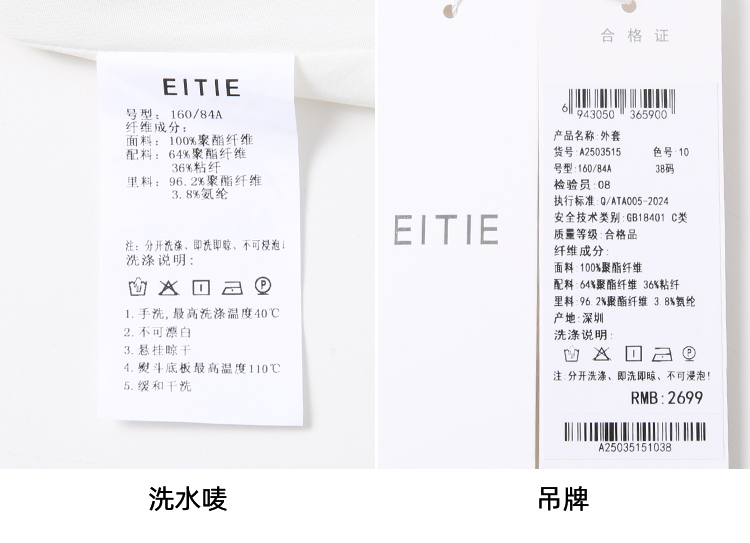 EITIE
号型: 160/84A
纤维成分:
面料: 100%聚酯纤维
配料: 64%聚酯纤维
36%粘纤
里料: 96.2%聚酯纤维
3.8%氨纶
注: 分开洗涤、即洗即晾、不可浸泡!
洗涤说明:
1.手洗,最高洗涤温度40℃
2.不可漂白
3.悬挂晾干
4.熨斗底板最高温度110℃
5.缓和干洗
洗水唛
EITIE
合格证
6 943050 365900
产品名称:外套
货号:A2503515 色号:10
号型:160/84A 38码
检验员:08
执行标准:Q/ATA005-2024
安全技术类别:GB18401 C类
质量等级:合格品
纤维成分:
面料:100%聚酯纤维
配料:64%聚酯纤维 36%粘纤
里料:96.2%聚酯纤维 3.8%氨纶
产地:深圳
洗涤说明:
注:分开洗涤、即洗即晾、不可浸泡!
RMB:2699
A25035151038
吊牌